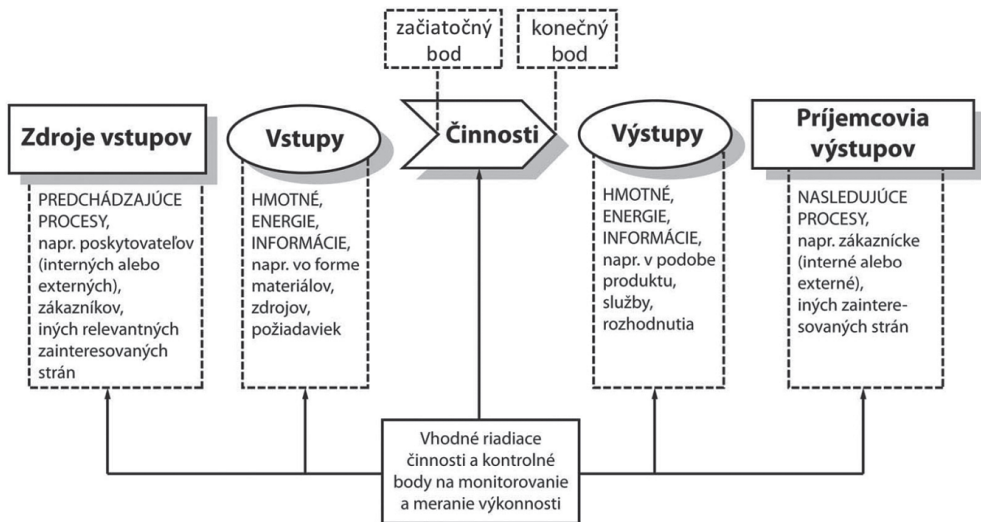 začiatočný
bod
konečný
bod
Zdroje vstupov
PREDCHÁDZAJÚCE
PROCESY,
napr. poskytovateľov
(interných alebo
externých),
zákazníkov,
iných relevantných
zainteresovaných
strán
Vstupy
HMOTNÉ,
ENERGIE,
INFORMÁCIE,
napr. vo forme
materiálov,
zdrojov,
požiadaviek
Činnosti
Výstupy
HMOTNÉ,
ENERGIE,
INFORMÁCIE,
napr. v podobe
produktu,
služby,
rozhodnutia
Príjemcovia
výstupov
NASLEDUJÚCE
PROCESY,
napr. zákaznícke
(interné alebo
externé),
iných zaintere-
sovaných strán
Vhodné riadiace
činnosti a kontrolné
body na monitorovanie
a meranie výkonnosti